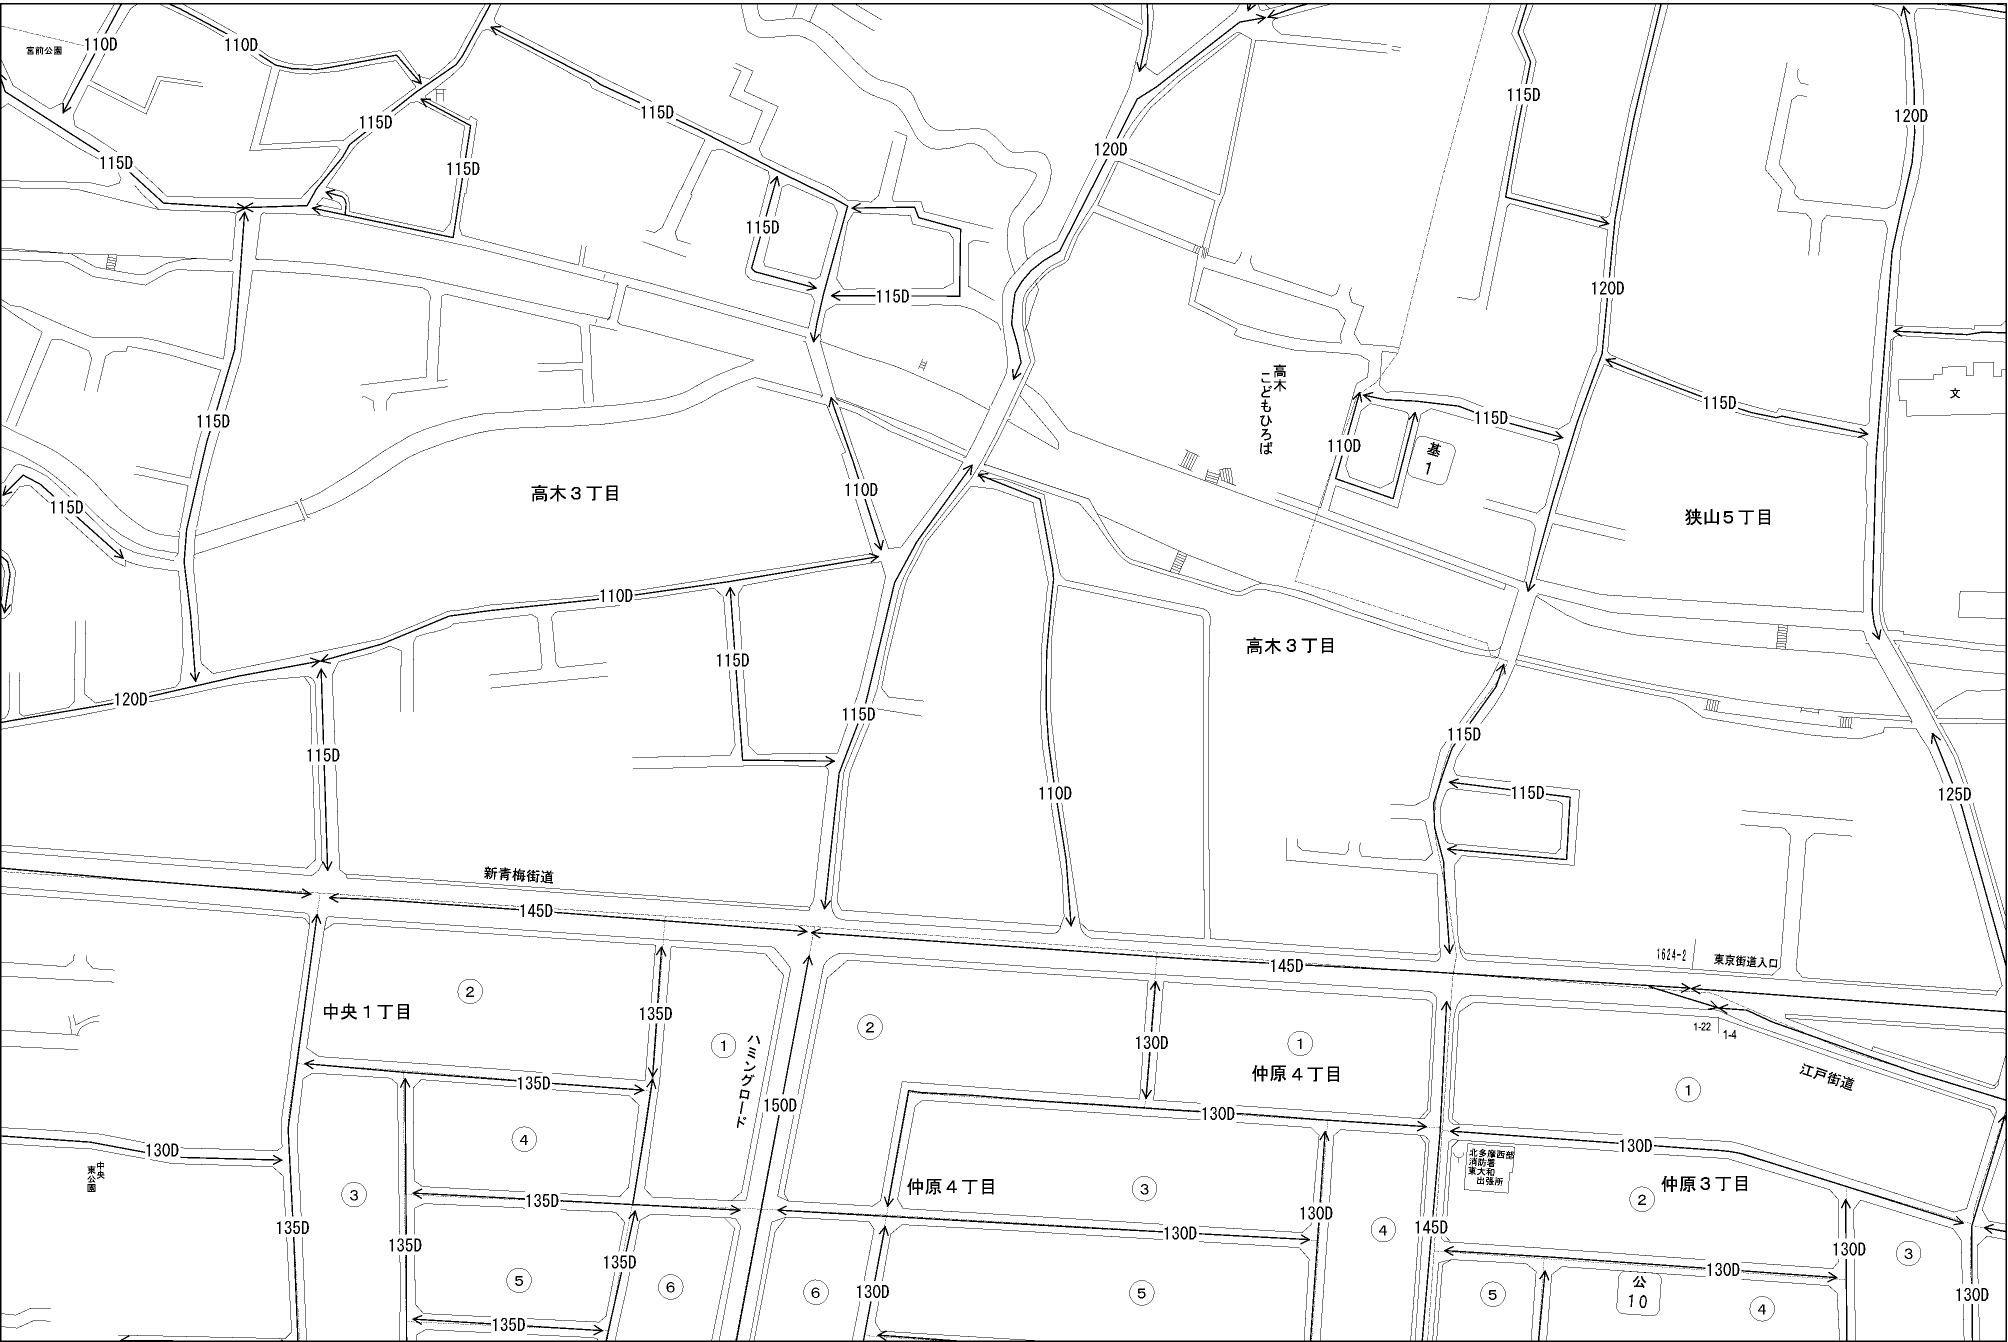 宮前公園
110D
110D
115D
115D
115D
115D
115D
115D
120D
115D
120D
115D
120D
115D
文
高木
こどもひろば
115D
115D
110D
基
1
115D
高木３丁目
110D
狭山５丁目
110D
高木３丁目
120D
115D
115D
115D
115D
110D
115D
125D
115D
新青梅街道
145D
145D
1624-2
東京街道入口
②
中央１丁目
135D
①
ハミングロード
②
130D
①
仲原４丁目
1-22
1-4
江戸街道
①
135D
150D
130D
④
130D
中央
東公園
130D
北多摩西部
消防署
東大和
出張所
③
135D
仲原４丁目
③
②
仲原３丁目
135D
135D
130D
130D
④
145D
③
135D
130D
130D
⑤
⑥
⑥
130D
⑤
⑤
公
10
④
130D
135D